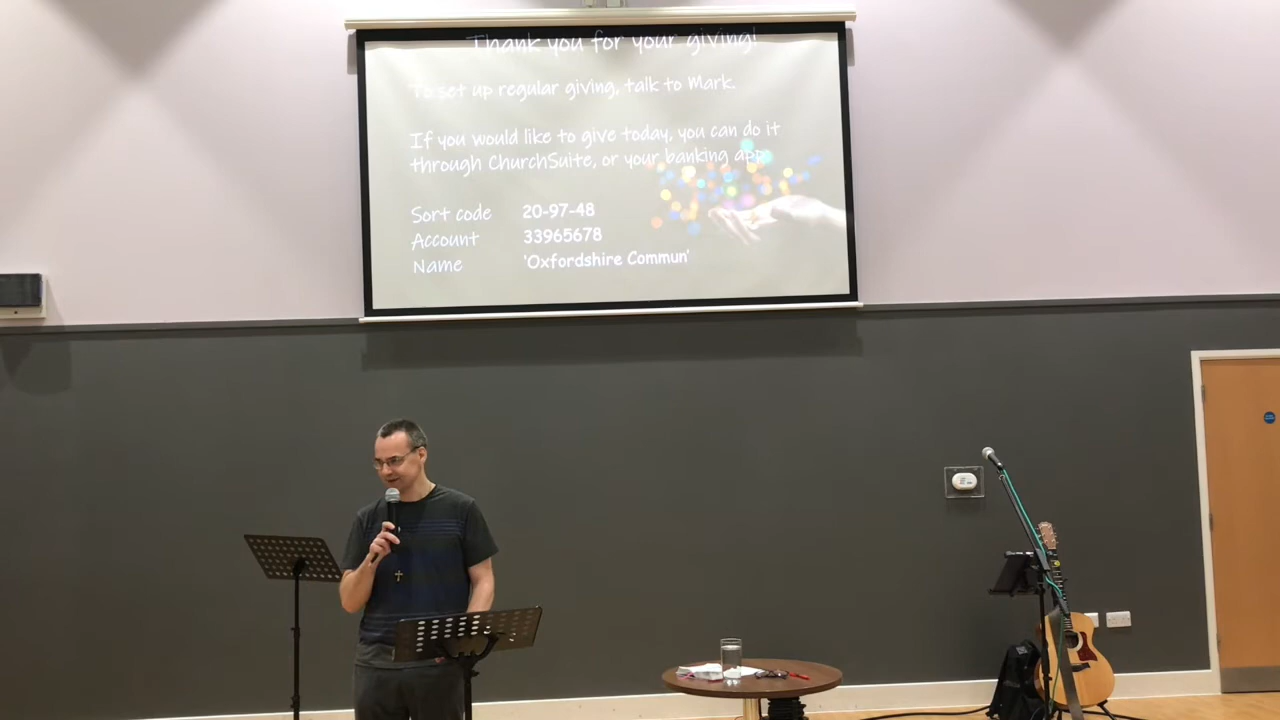 Thank you for your giving!
To set up regular giving, talk to Mark.
If you would like to give today, you can do it
through ChurchSuite, or your banking app.
Sort code 20-97-48
Account 33965678
Name 'Oxfordshire Commun'